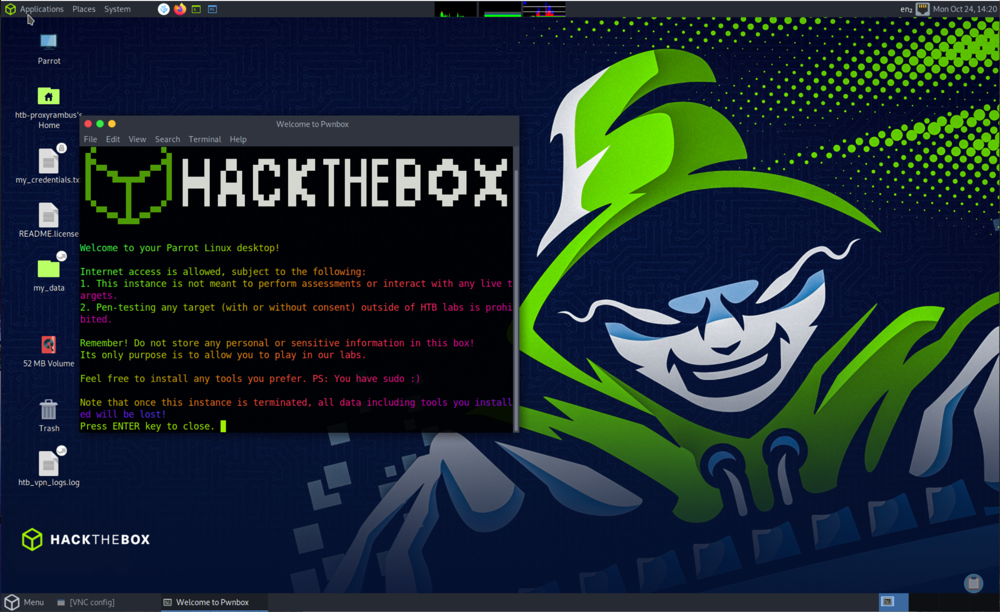 Applications Places System
en₂ Mon Oct 24, 14:20
Parrot
htb-proxyrambus's
Home
my_credentials.tx
README.license
my_data
52 MB Volume
Trash
htb_vpn_logs.log
Welcome to Pwnbox
File Edit View Search Terminal Help
HACKTHEBOX
Welcome to your Parrot Linux desktop!
Internet access is allowed, subject to the following:
1. This instance is not meant to perform assessments or interact with any live t
argets.
2. Pen-testing any target (with or without consent) outside of HTB labs is prohi
bited.
Remember! Do not store any personal or sensitive information in this box!
Its only purpose is to allow you to play in our labs.
Feel free to install any tools you prefer. PS: You have sudo :)
Note that once this instance is terminated, all data including tools you install
ed will be lost!
Press ENTER key to close.
HACKTHEBOX
Menu [VNC config] Welcome to Pwnbox